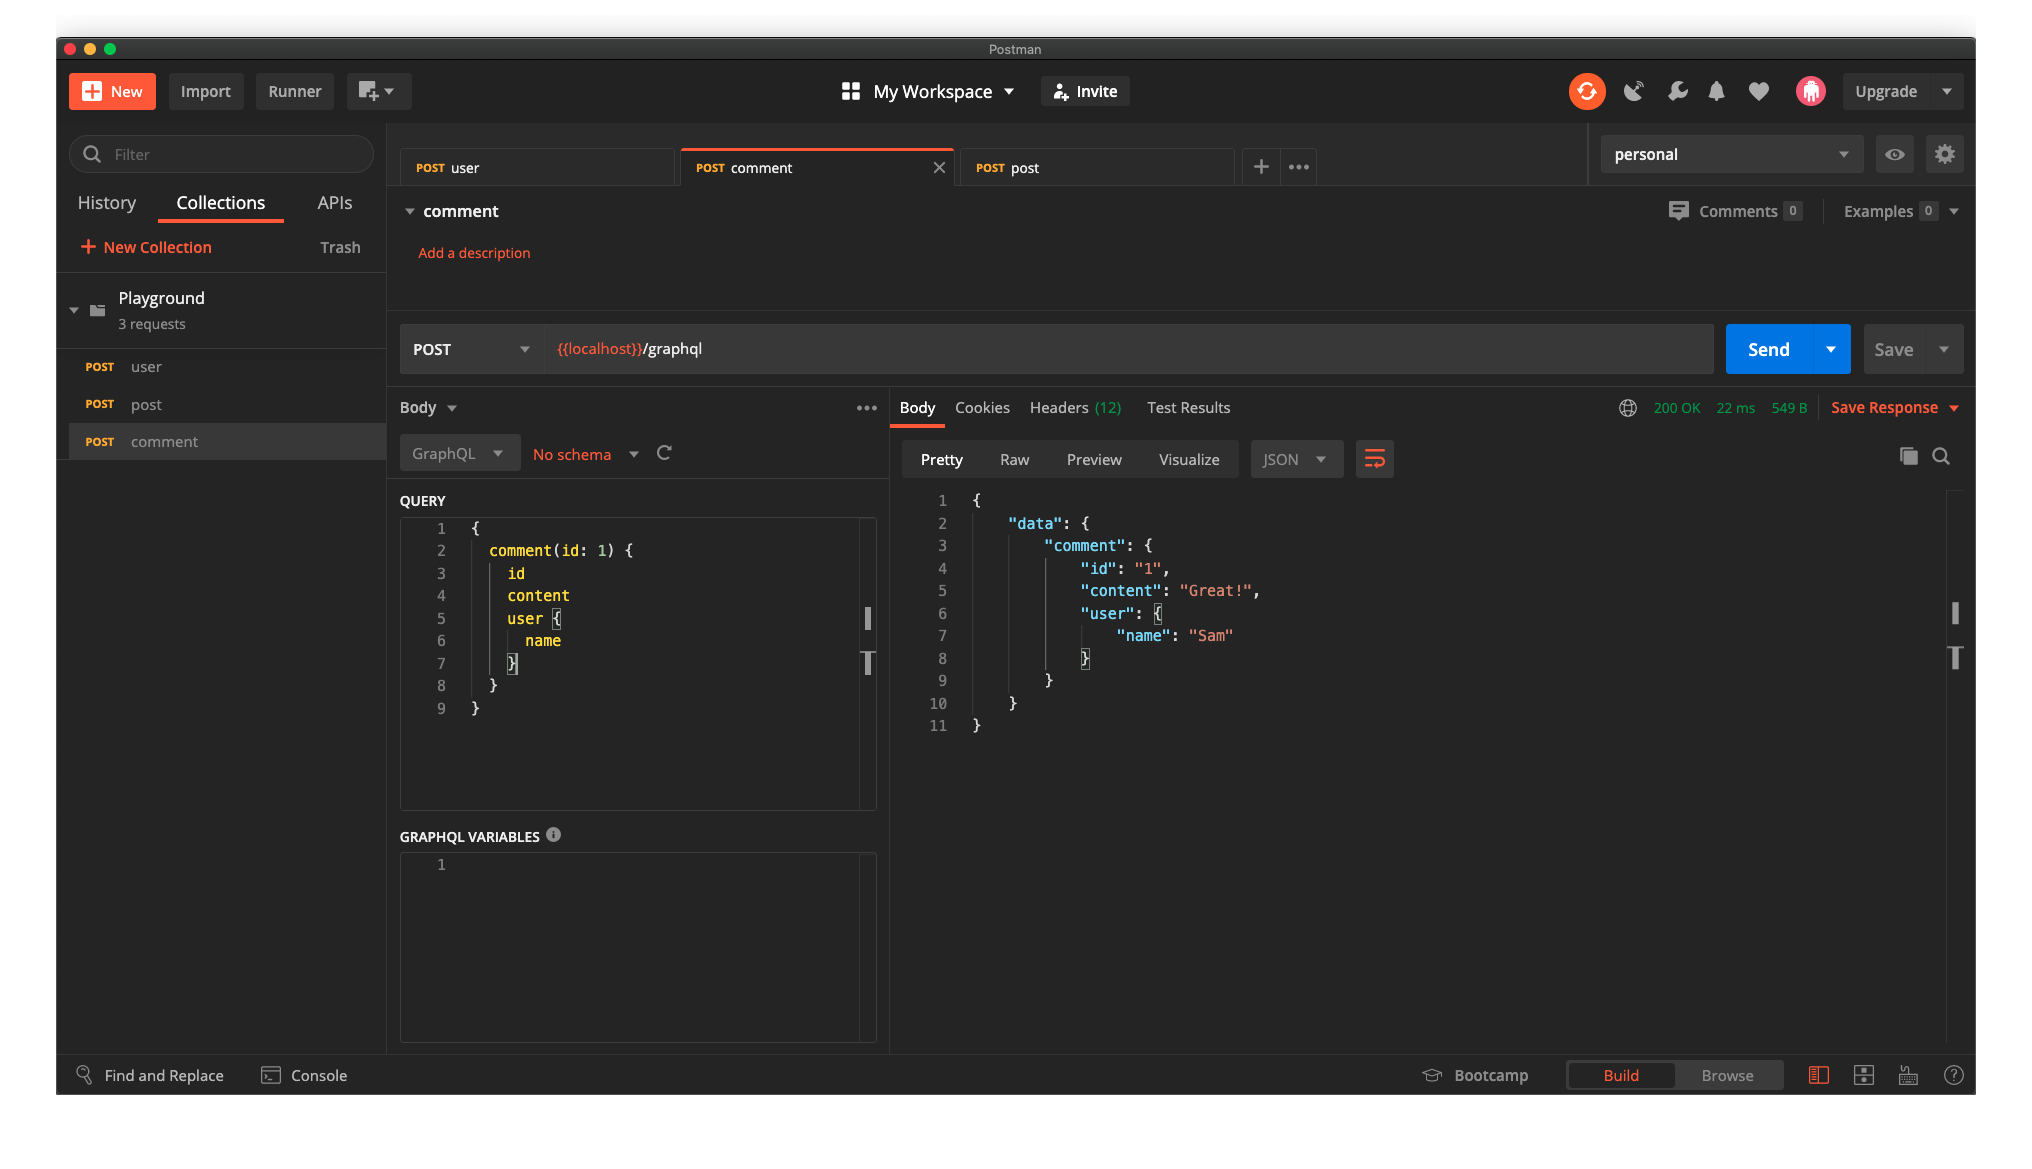 Postman
New
Import
Runner
My Workspace
Invite
Upgrade
Filter
POST user
POST comment
POST post
personal
History
Collections
APIs
comment
Comments 0
Examples 0
New Collection
Trash
Add a description
Playground
3 requests
POST user
POST post
POST comment
POST
{{localhost}}/graphql
Send
Save
Body
GraphQL
No schema
QUERY
1 {
2 comment(id: 1) {
3 id
4 content
5 user {
6 name
7 }
8 }
9 }
GRAPHQL VARIABLES
1
Body
Cookies
Headers (12)
Test Results
200 OK
22 ms
549 B
Save Response
Pretty
Raw
Preview
Visualize
JSON
1 {
2 "data": {
3 "comment": {
4 "id": "1",
5 "content": "Great!",
6 "user": {
7 "name": "Sam"
8 }
9 }
10 }
11 }
Find and Replace
Console
Bootcamp
Build
Browse